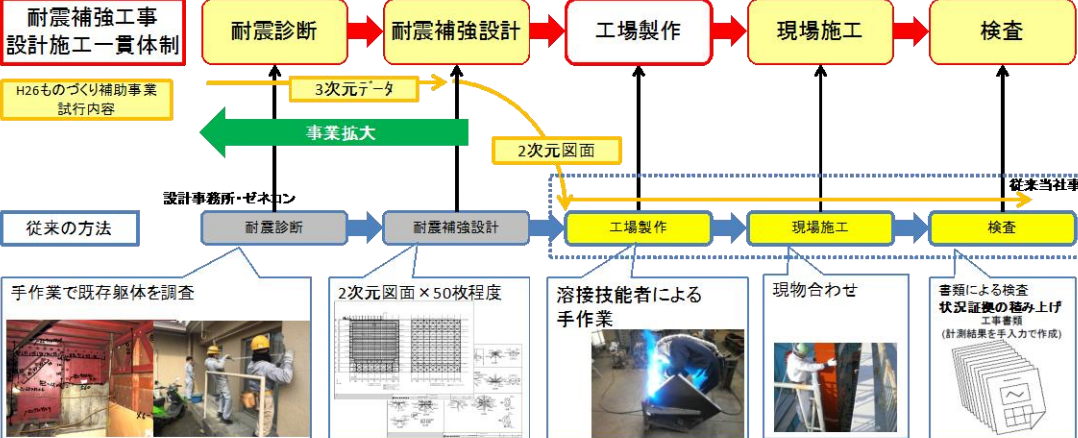 耐震補強工事
設計施工一貫体制
耐震診断
耐震補強設計
工場製作
現場施工
検査
H26ものづくり補助事業
試行内容
3次元データ
事業拡大
2次元図面
設計事務所・ゼネコン
従来当社事
従来の方法
耐震診断
耐震補強設計
工場製作
現場施工
検査
手作業で既存躯体を調査
2次元図面×50枚程度
溶接技能者による
手作業
現物合わせ
書類による検査
状況証拠の積み上げ
工事書類
(計測結果を手入力で作成)